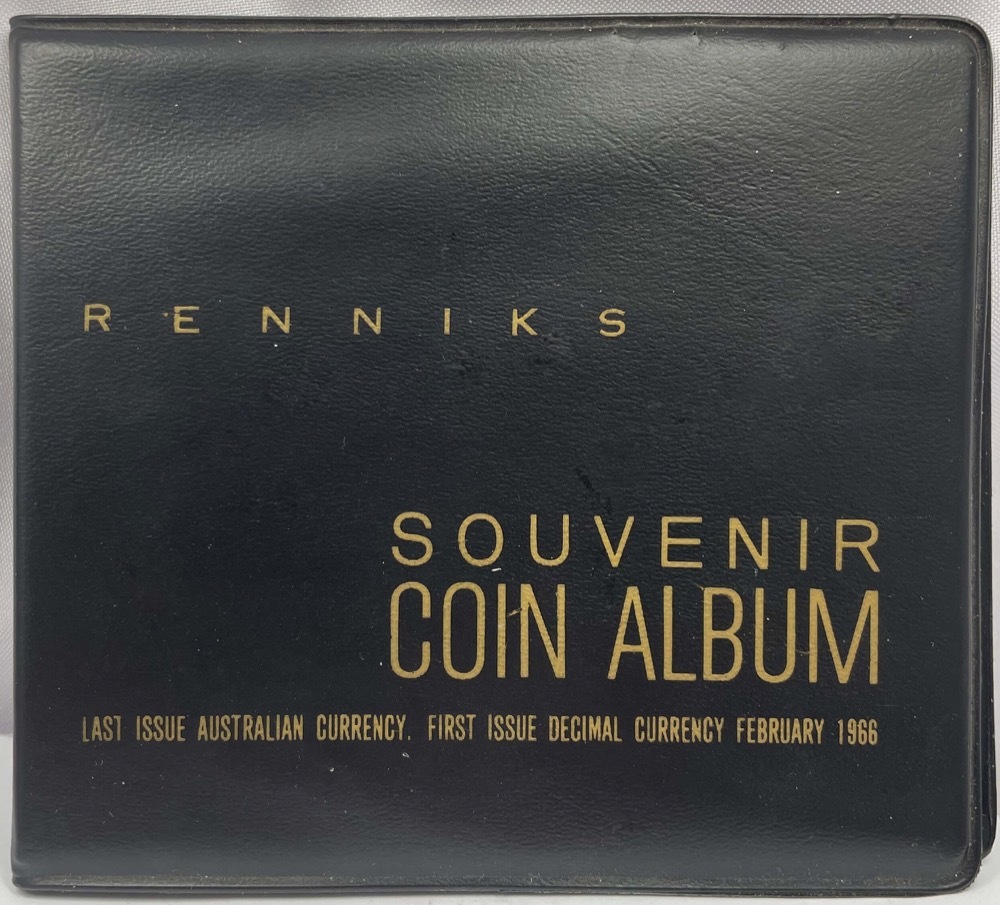 RENNIKS
SOUVENIR
COIN ALBUM
LAST ISSUE AUSTRALIAN CURRENCY. FIRST ISSUE DECIMAL CURRENCY FEBRUARY 1966